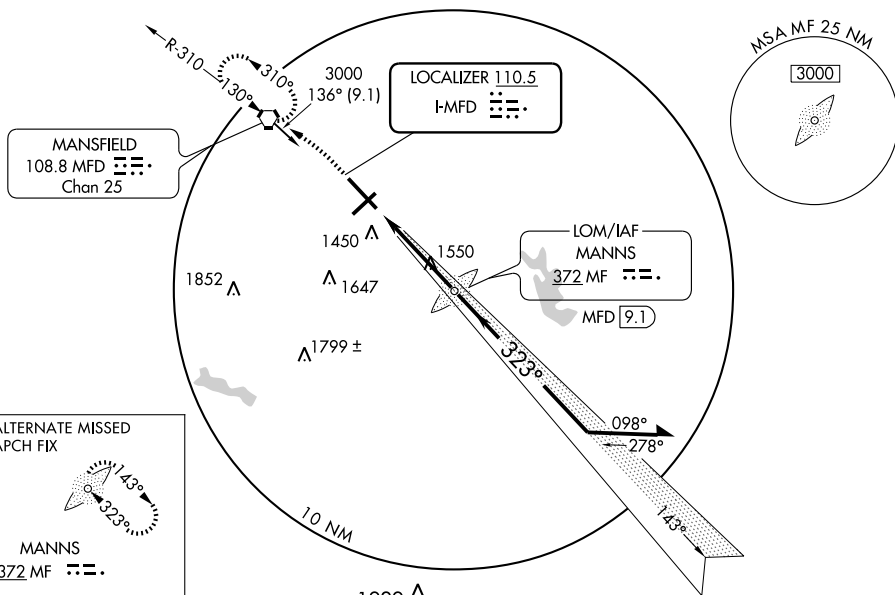 MSA MF 25 NM
3000
R-310
310°
130°
3000
136° (9.1)
LOCALIZER 110.5
I-MFD
MANSFIELD
108.8 MFD
Chan 25
1450
1550
LOM/IAF
MANNS
372 MF
MFD 9.1
1852
1647
1799 ±
323°
098°
278°
143°
10 NM
ALTERNATE MISSED
APCH FIX
143°
323°
MANNS
372 MF